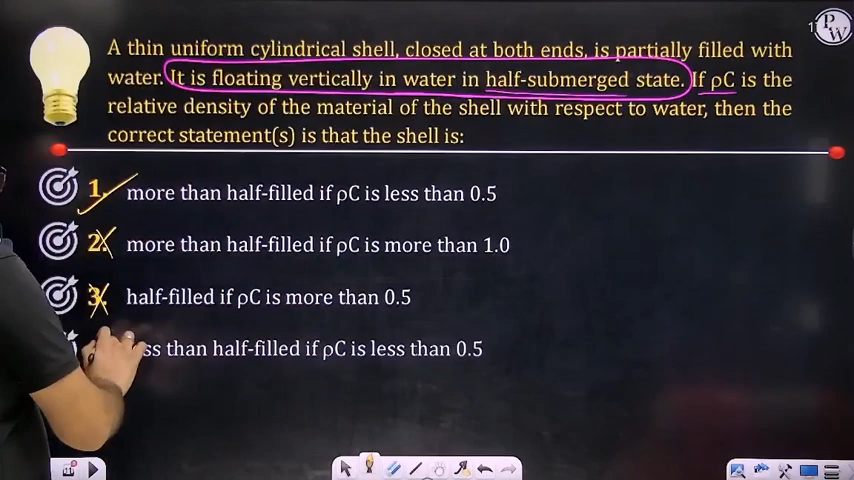 A thin uniform cylindrical shell, closed at both ends, is partially filled with
water. It is floating vertically in water in half-submerged state. If ρC is the
relative density of the material of the shell with respect to water, then the
correct statement(s) is that the shell is:
1. more than half-filled if ρC is less than 0.5
2. more than half-filled if ρC is more than 1.0
3. half-filled if ρC is more than 0.5
than half-filled if ρC is less than 0.5
P
W